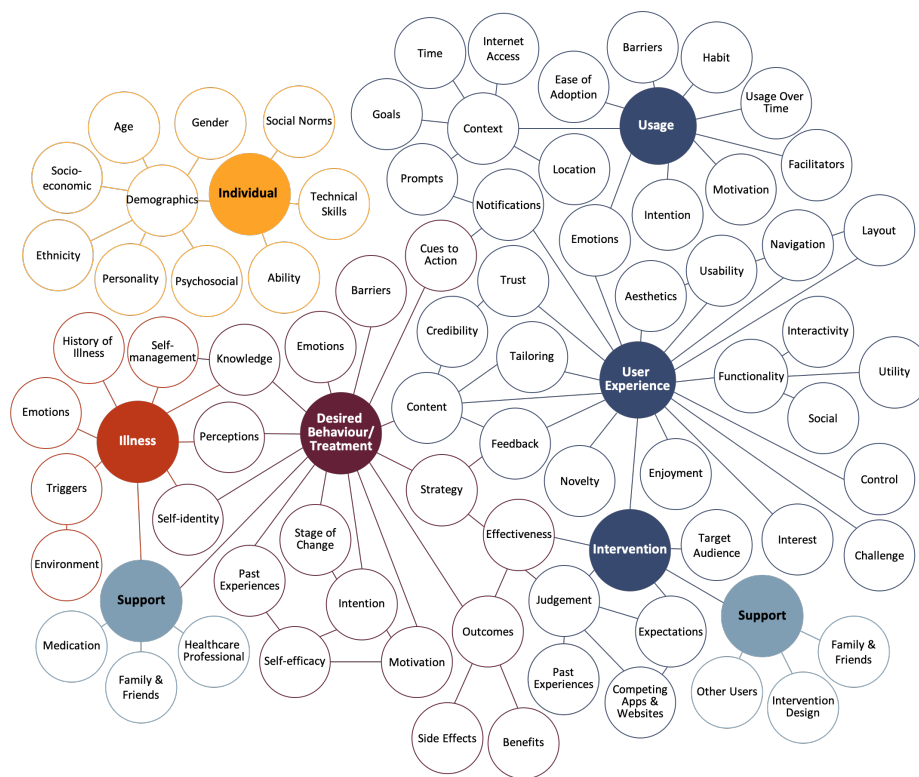 Time
Internet
Access
Barriers
Habit
Ease of
Adoption
Usage Over
Time
Goals
Context
Usage
Facilitators
Age
Gender
Social Norms
Socio-
economic
Demographics
Individual
Technical
Skills
Prompts
Location
Notifications
Intention
Motivation
Emotions
Navigation
Layout
Ethnicity
Personality
Psychosocial
Ability
Cues to
Action
Barriers
Trust
Usability
Aesthetics
History of
Illness
Self-
management
Knowledge
Emotions
Credibility
Tailoring
Interactivity
User
Experience
Functionality
Utility
Emotions
Illness
Perceptions
Desired
Behaviour/
Treatment
Content
Social
Feedback
Triggers
Self-identity
Strategy
Novelty
Enjoyment
Control
Stage of
Change
Effectiveness
Intervention
Target
Audience
Interest
Challenge
Environment
Past
Experiences
Support
Intention
Judgement
Support
Medication
Healthcare
Professional
Outcomes
Expectations
Family &
Friends
Self-efficacy
Motivation
Family &
Friends
Past
Experiences
Competing
Apps &
Websites
Other Users
Intervention
Design
Side Effects
Benefits